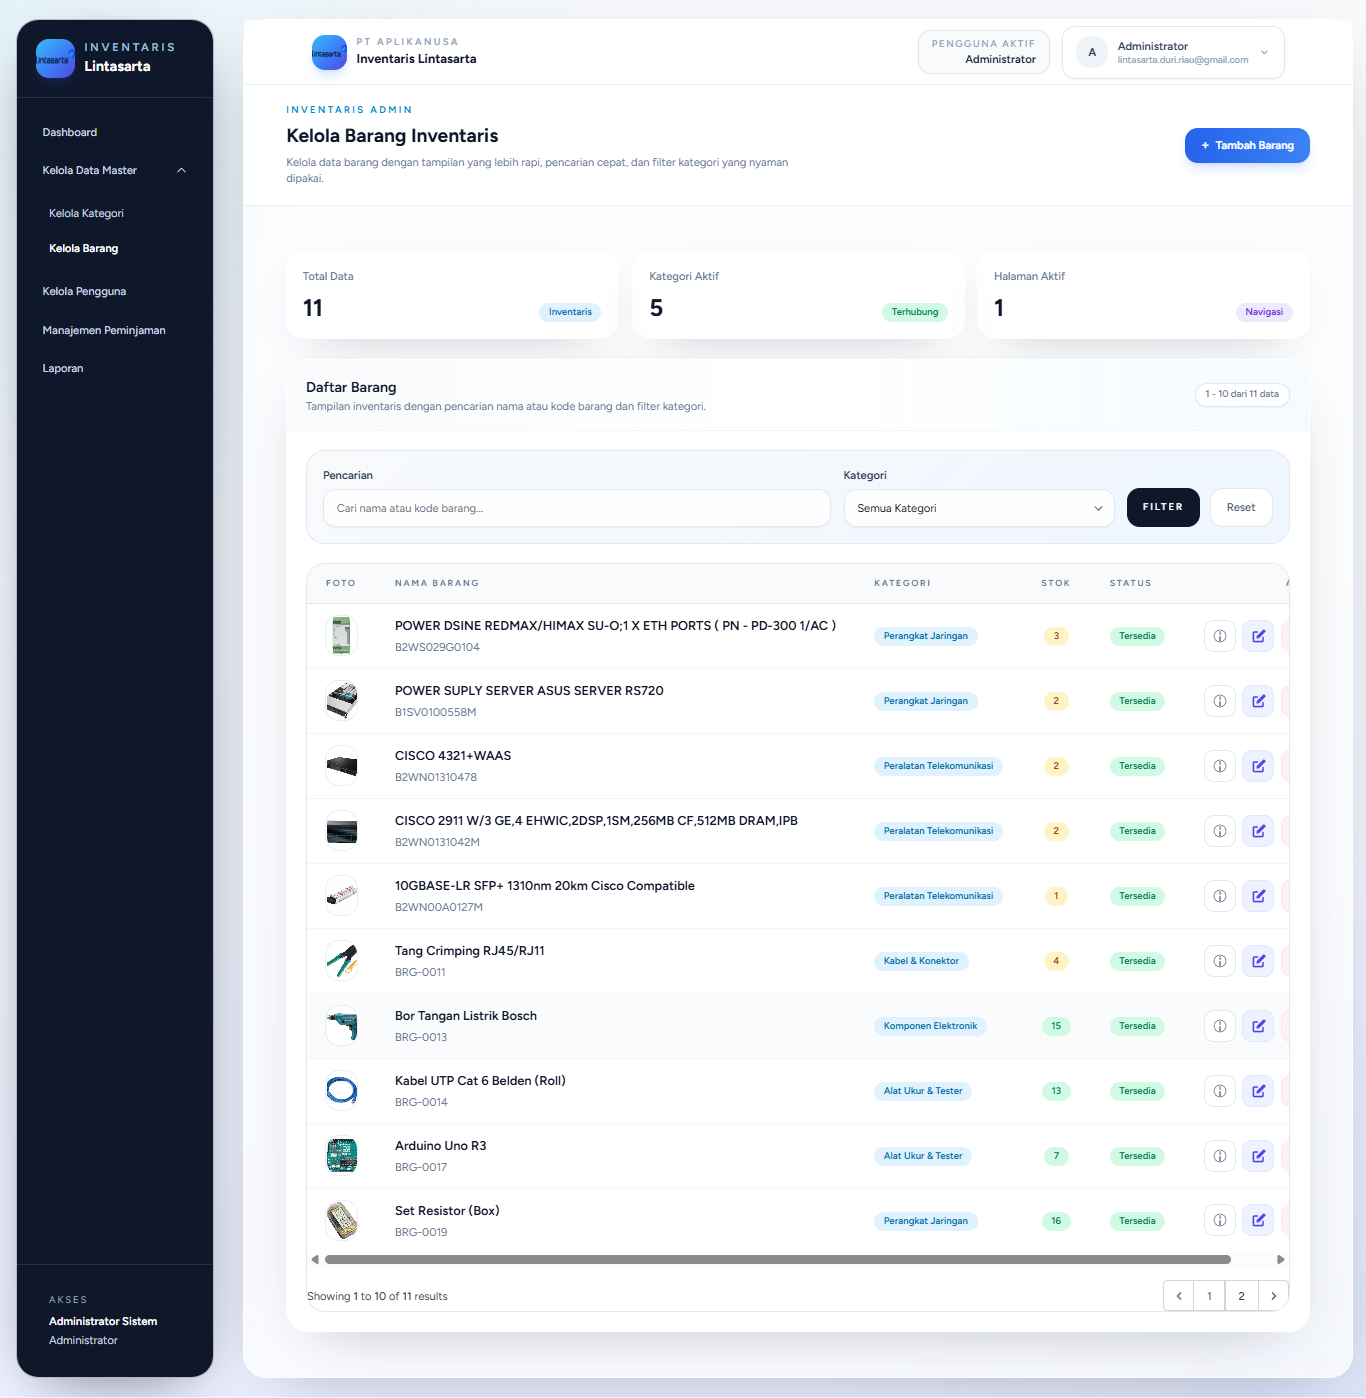 lintasarta
INVENTARIS
Lintasarta
Dashboard
Kelola Data Master
Kelola Kategori
Kelola Barang
Kelola Pengguna
Manajemen Peminjaman
Laporan
AKSES
Administrator Sistem
Administrator
lintasarta
PT APLIKANUSA
Inventaris Lintasarta
PENGGUNA AKTIF
Administrator
A
Administrator
lintasarta.duri.riau@gmail.com
INVENTARIS ADMIN
Kelola Barang Inventaris
Kelola data barang dengan tampilan yang lebih rapi, pencarian cepat, dan filter kategori yang nyaman
dipakai.
+ Tambah Barang
Total Data
11
Inventaris
Kategori Aktif
5
Terhubung
Halaman Aktif
1
Navigasi
Daftar Barang
Tampilan inventaris dengan pencarian nama atau kode barang dan filter kategori.
1 - 10 dari 11 data
Pencarian
Cari nama atau kode barang...
Kategori
Semua Kategori
FILTER
Reset
FOTO NAMA BARANG KATEGORI STOK STATUS
POWER DSINE REDMAX/HIMAX SU-O;1 X ETH PORTS ( PN - PD-300 1/AC )
B2WS029G0104
Perangkat Jaringan 3 Tersedia
POWER SUPLY SERVER ASUS SERVER RS720
B1SV0100558M
Perangkat Jaringan 2 Tersedia
CISCO 4321+WAAS
B2WN01310478
Peralatan Telekomunikasi 2 Tersedia
CISCO 2911 W/3 GE,4 EHWIC,2DSP,1SM,256MB CF,512MB DRAM,IPB
B2WN0131042M
Peralatan Telekomunikasi 2 Tersedia
10GBASE-LR SFP+ 1310nm 20km Cisco Compatible
B2WN00A0127M
Peralatan Telekomunikasi 1 Tersedia
Tang Crimping RJ45/RJ11
BRG-0011
Kabel & Konektor 4 Tersedia
Bor Tangan Listrik Bosch
BRG-0013
Komponen Elektronik 15 Tersedia
Kabel UTP Cat 6 Belden (Roll)
BRG-0014
Alat Ukur & Tester 13 Tersedia
Arduino Uno R3
BRG-0017
Alat Ukur & Tester 7 Tersedia
Set Resistor (Box)
BRG-0019
Perangkat Jaringan 16 Tersedia
Showing 1 to 10 of 11 results
1 2